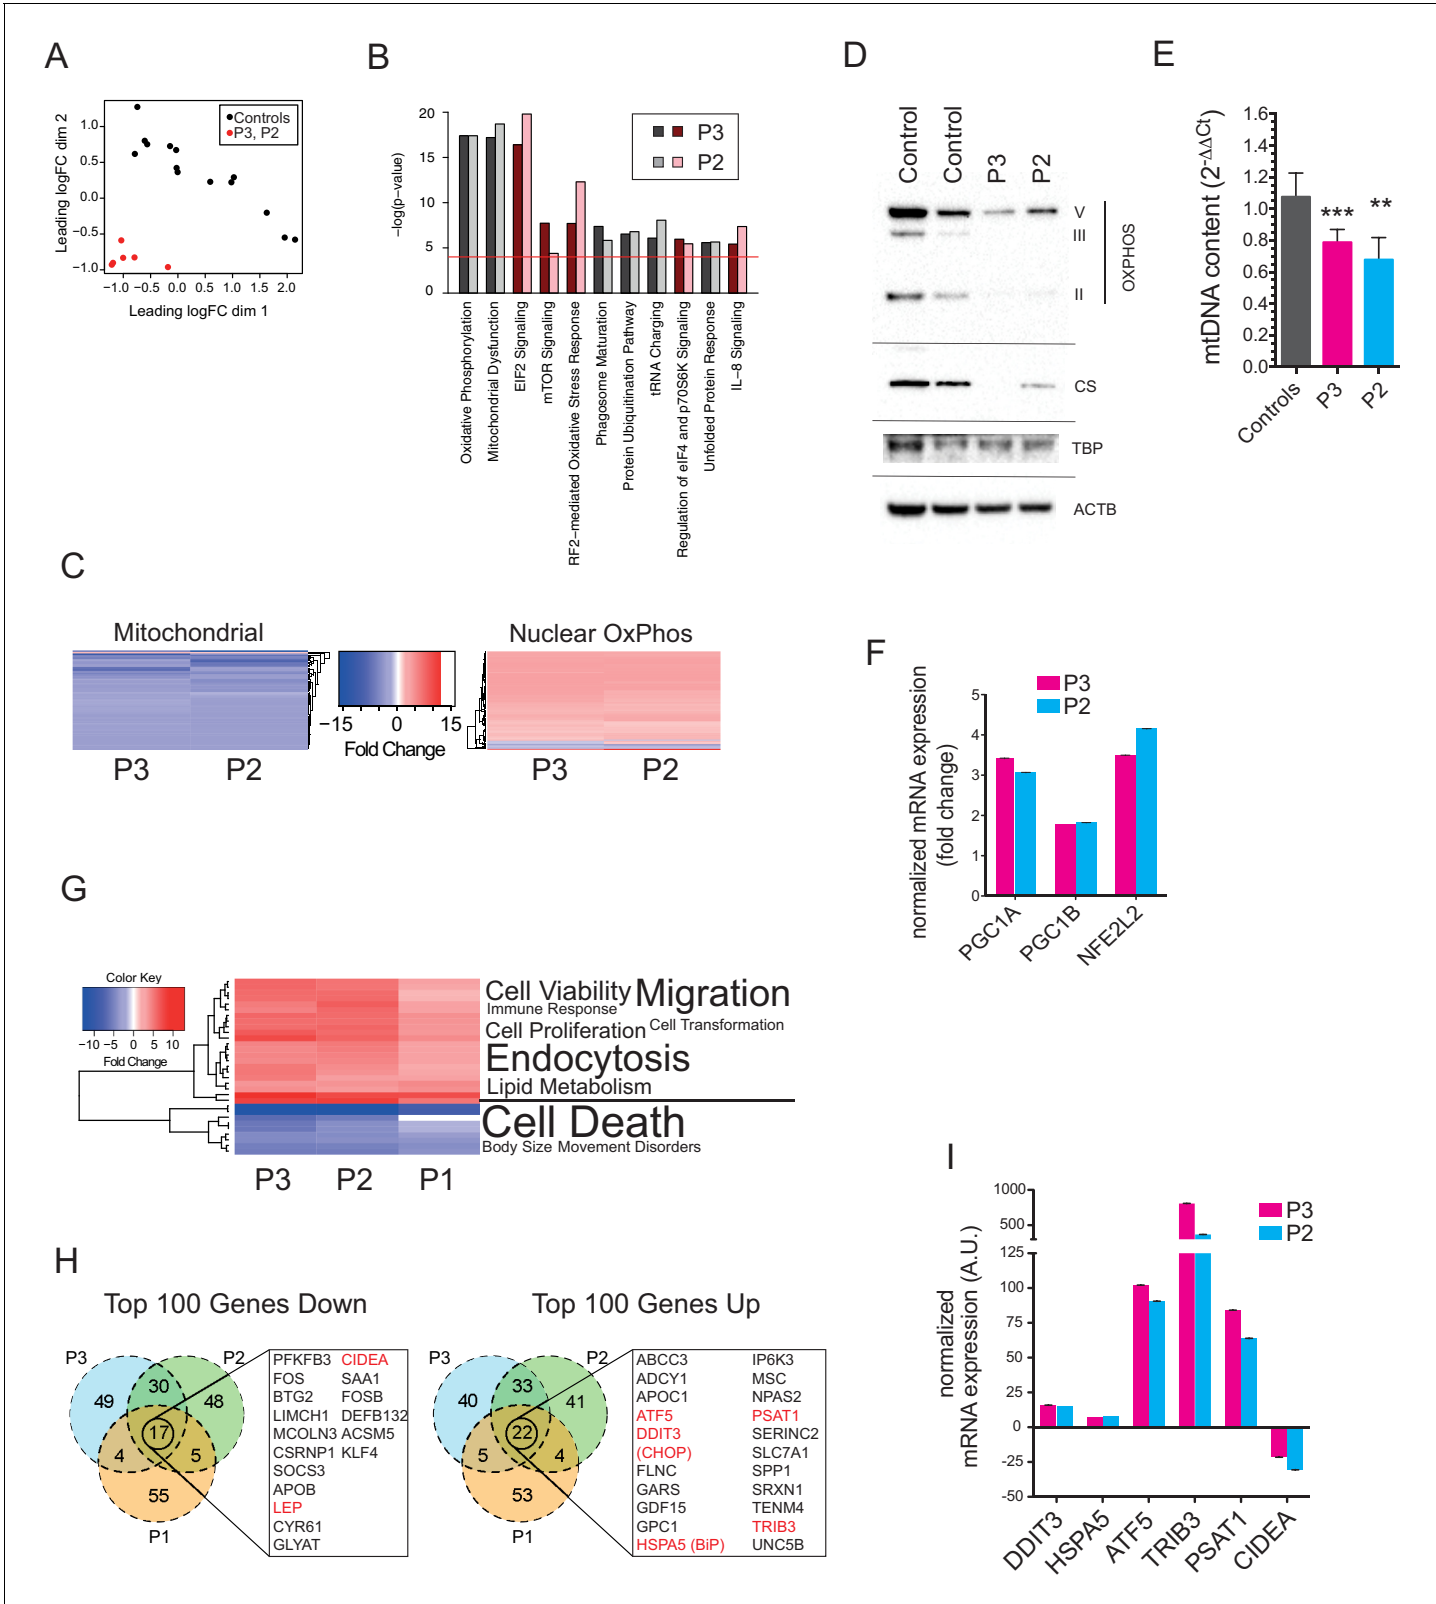 A
Controls
P3, P2
Leading logFC dim 2
1.0
0.5
0.0
−0.5
−1.0
−1.0 −0.5 0.0 0.5 1.0 1.5 2.0
Leading logFC dim 1
B
−log(p−value)
20
15
10
5
0
P3
P2
Oxidative Phosphorylation
Mitochondrial Dysfunction
EIF2 Signaling
mTOR Signaling
RF2−mediated Oxidative Stress Response
Phagosome Maturation
Protein Ubiquitination Pathway
tRNA Charging
Regulation of eIF4 and p70S6K Signaling
Unfolded Protein Response
IL−8 Signaling
C
Mitochondrial
P3 P2
−15 0 15
Fold Change
Nuclear OxPhos
P3 P2
D
Control Control P3 P2
V
III
II
OXPHOS
CS
TBP
ACTB
E
mtDNA content (2-ΔΔCt)
1.6
1.4
1.2
1.0
0.8
0.6
0.4
0.2
0.0
*** **
Controls P3 P2
F
normalized mRNA expression
(fold change)
P3
P2
5
4
3
2
1
0
PGC1A PGC1B NFE2L2
G
Color Key
−10 −5 0 5 10
Fold Change
Cell Viability Migration
Immune Response
Cell Proliferation Cell Transformation
Endocytosis
Lipid Metabolism
Cell Death
Body Size Movement Disorders
P3 P2 P1
H
Top 100 Genes Down
P3 P2
49 30 48
17
4 5
55
P1
PFKFB3 CIDEA
FOS SAA1
BTG2 FOSB
LIMCH1 DEFB132
MCOLN3 ACSM5
CSRNP1 KLF4
SOCS3
APOB
LEP
CYR61
GLYAT
Top 100 Genes Up
P3 P2
40 33 41
22
5 4
53
P1
ABCC3 IP6K3
ADCY1 MSC
APOC1 NPAS2
ATF5 PSAT1
DDIT3 SERINC2
(CHOP) SLC7A1
FLNC SPP1
GARS SRXN1
GDF15 TENM4
GPC1 TRIB3
HSPA5 (BiP) UNC5B
I
normalized
mRNA expression (A.U.)
P3
P2
1000
500
125
100
75
50
25
0
-25
-50
DDIT3 HSPA5 ATF5 TRIB3 PSAT1 CIDEA